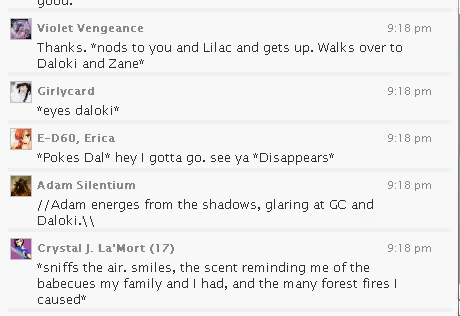 good.
Violet Vengeance 9:18 pm
Thanks. *nods to you and Lilac and gets up. Walks over to
Daloki and Zane*
Girlycard 9:18 pm
*eyes daloki*
E-D60, Erica 9:18 pm
*Pokes Dal* hey I gotta go. see ya *Disappears*
Adam Silentium 9:18 pm
//Adam energes from the shadows, glaring at GC and
Daloki.\\
Crystal J. La'Mort (17) 9:18 pm
*sniffs the air. smiles, the scent reminding me of the
babecues my family and I had, and the many forest fires I
caused*